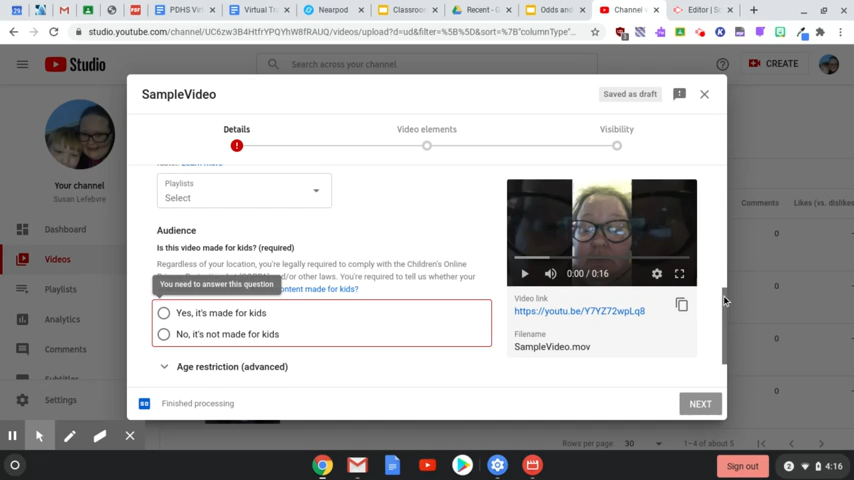 PDHS Vir
Virtual Tra
Nearpod
Classroom
Recent - G
Odds and
Channel v
Editor | Sc
studio.youtube.com/channel/UC6zw3B4HtfrYPQYhW8fRAUQ/videos/upload?d=ud&filter=%5B%5D&sort=%7B"columnType"
Studio
Search across your channel
CREATE
SampleVideo
Saved as draft
Details
Video elements
Visibility
Your channel
Susan Lefebvre
Playlists
Select
Comments
Likes (vs. dislikes
Audience
Is this video made for kids? (required)
Regardless of your location, you're legally required to comply with the Children's Online
and/or other laws. You're required to tell us whether your
You need to answer this question
content made for kids?
Yes, it's made for kids
No, it's not made for kids
Age restriction (advanced)
0:00 / 0:16
Video link
https://youtu.be/Y7YZ72wpLq8
Filename
SampleVideo.mov
Dashboard
Videos
Playlists
Analytics
Comments
Subtitles
Settings
0
0
0
0
Finished processing
NEXT
Rows per page: 30
1–4 of about 5
Sign out
2
4:16